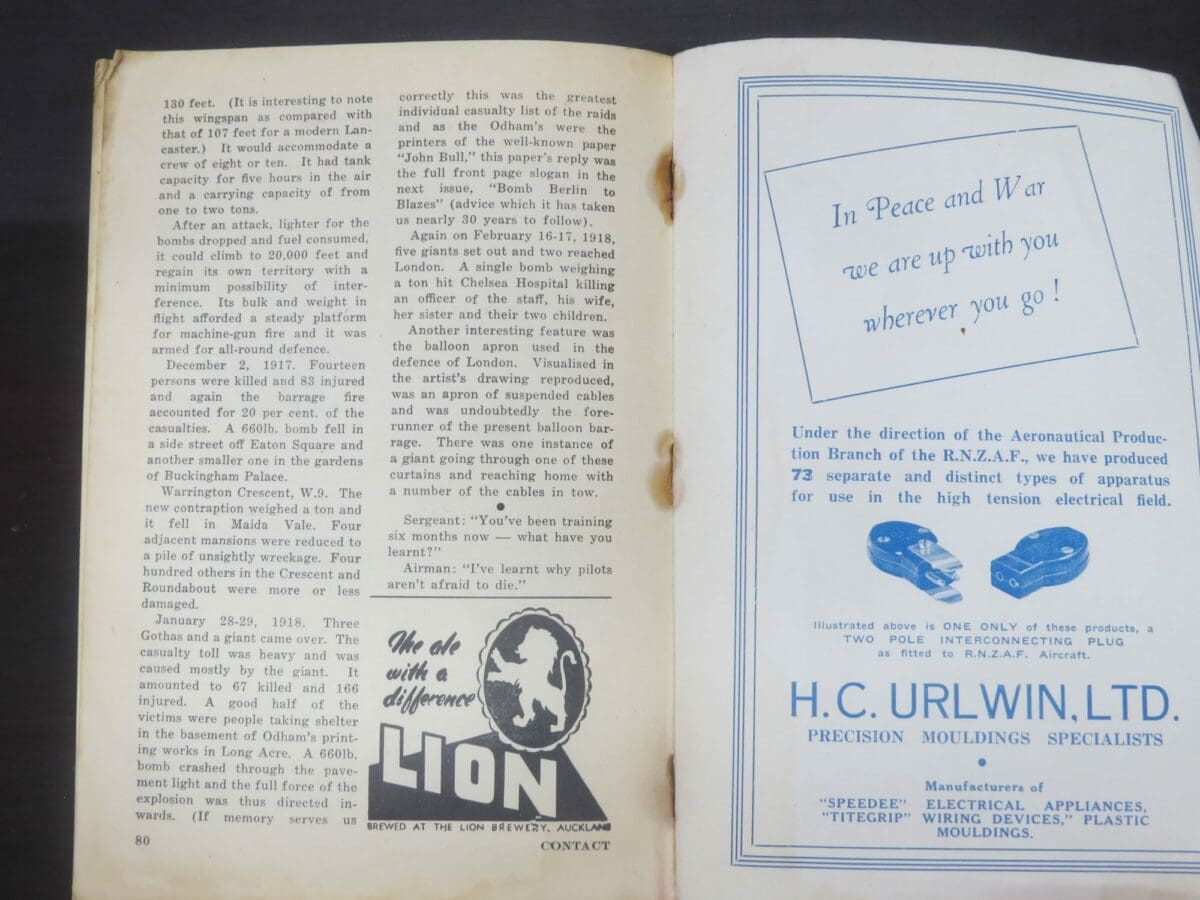 130 feet. (It is interesting to note
this wingspan as compared with
that of 107 feet for a modern Lan-
caster.) It would accommodate a
crew of eight or ten. It had tank
capacity for five hours in the air
and a carrying capacity of from
one to two tons.
After an attack, lighter for the
bombs dropped and fuel consumed,
it could climb to 20,000 feet and
regain its own territory with a
minimum possibility of inter-
ference. Its bulk and weight in
flight afforded a steady platform
for machine-gun fire and it was
armed for all-round defence.
December 2, 1917. Fourteen
persons were killed and 83 injured
and again the barrage fire
accounted for 20 per cent. of the
casualties. A 660lb. bomb fell in
a side street off Eaton Square and
another smaller one in the gardens
of Buckingham Palace.
Warrington Crescent, W.9. The
new contraption weighed a ton and
it fell in Maida Vale. Four
adjacent mansions were reduced to
a pile of unsightly wreckage. Four
hundred others in the Crescent and
Roundabout were more or less
damaged.
January 28-29, 1918. Three
Gothas and a giant came over. The
casualty toll was heavy and was
caused mostly by the giant. It
amounted to 67 killed and 166
injured. A good half of the
victims were people taking shelter
in the basement of Odham's print-
ing works in Long Acre. A 660lb.
bomb crashed through the pave-
ment light and the full force of the
explosion was thus directed in-
wards. (If memory serves us
80
correctly this was the greatest
individual casualty list of the raids
and as the Odham's were the
printers of the well-known paper
"John Bull," this paper's reply was
the full front page slogan in the
next issue, "Bomb Berlin to
Blazes" (advice which it has taken
us nearly 30 years to follow).
Again on February 16-17, 1918,
five giants set out and two reached
London. A single bomb weighing
a ton hit Chelsea Hospital killing
an officer of the staff, his wife,
her sister and their two children.
Another interesting feature was
the balloon apron used in the
defence of London. Visualised in
the artist's drawing reproduced,
was an apron of suspended cables
and was undoubtedly the fore-
runner of the present balloon bar-
rage. There was one instance of
a giant going through one of these
curtains and reaching home with
a number of the cables in tow.
Sergeant: "You've been training
six months now — what have you
learnt?"
Airman: "I've learnt why pilots
aren't afraid to die."
The ale
with a
difference
LION
BREWED AT THE LION BREWERY, AUCKLAND
CONTACT
In Peace and War
we are up with you
wherever you go!
Under the direction of the Aeronautical Produc-
tion Branch of the R.N.Z.A.F., we have produced
73 separate and distinct types of apparatus
for use in the high tension electrical field.
Illustrated above is ONE ONLY of these products, a
TWO POLE INTERCONNECTING PLUG
as fitted to R.N.Z.A.F. Aircraft.
H.C. URLWIN, LTD.
PRECISION MOULDINGS SPECIALISTS
Manufacturers of
"SPEEDEE" ELECTRICAL APPLIANCES,
"TITEGRIP" WIRING DEVICES," PLASTIC
MOULDINGS.